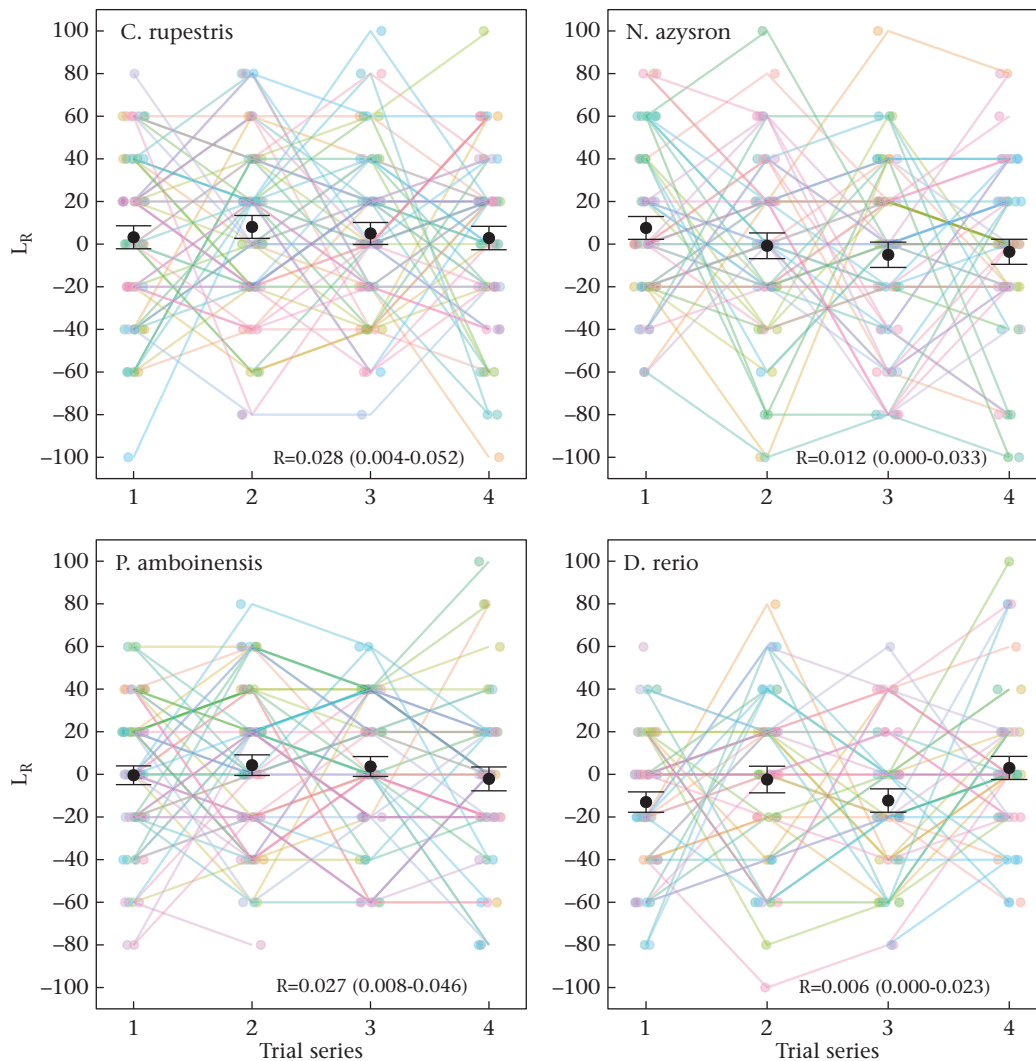 C. rupestris
100
80
60
40
20
0
−20
−40
−60
−80
−100
L_R
R=0.028 (0.004-0.052)
1 2 3 4
N. azysron
100
80
60
40
20
0
−20
−40
−60
−80
−100
R=0.012 (0.000-0.033)
1 2 3 4
P. amboinensis
100
80
60
40
20
0
−20
−40
−60
−80
−100
L_R
R=0.027 (0.008-0.046)
1 2 3 4
Trial series
D. rerio
100
80
60
40
20
0
−20
−40
−60
−80
−100
R=0.006 (0.000-0.023)
1 2 3 4
Trial series